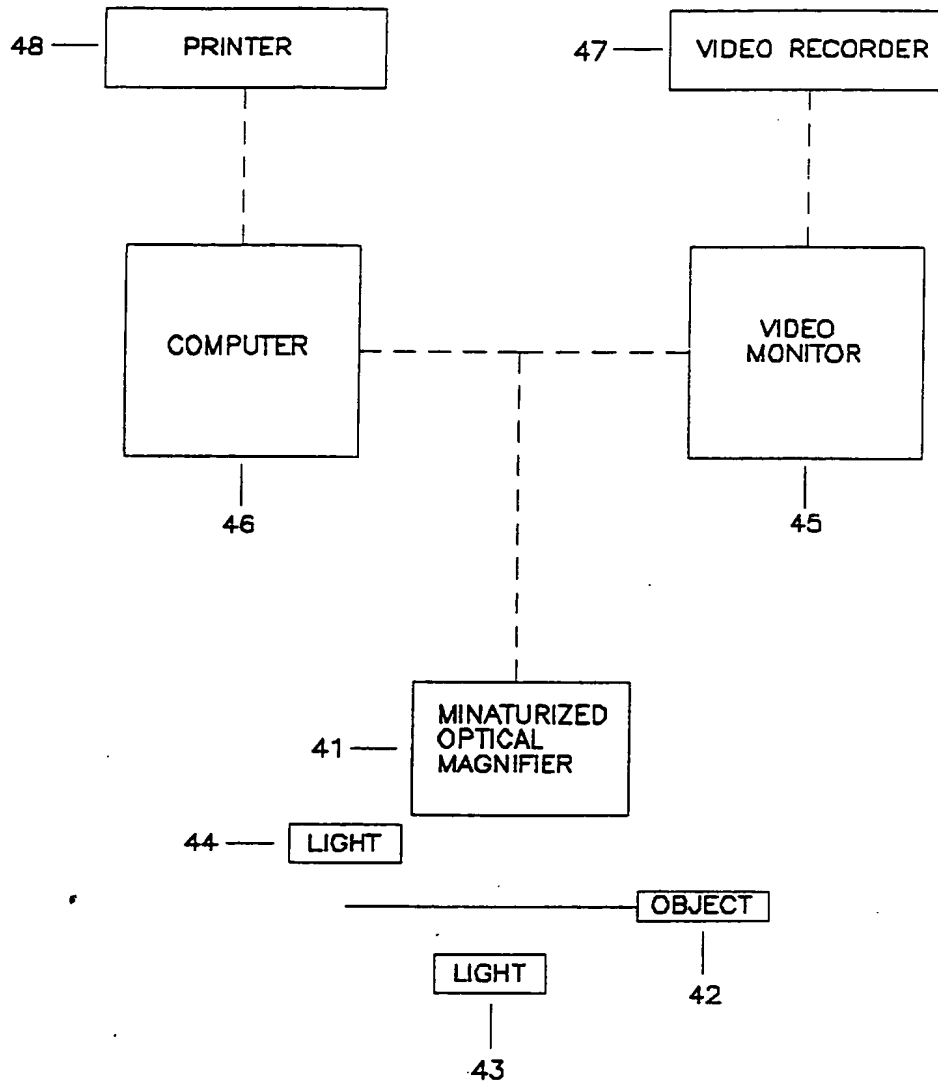 48 PRINTER
47 VIDEO RECORDER
COMPUTER
VIDEO
MONITOR
46
45
MINATURIZED
OPTICAL
MAGNIFIER
41
44 LIGHT
OBJECT
LIGHT
42
43